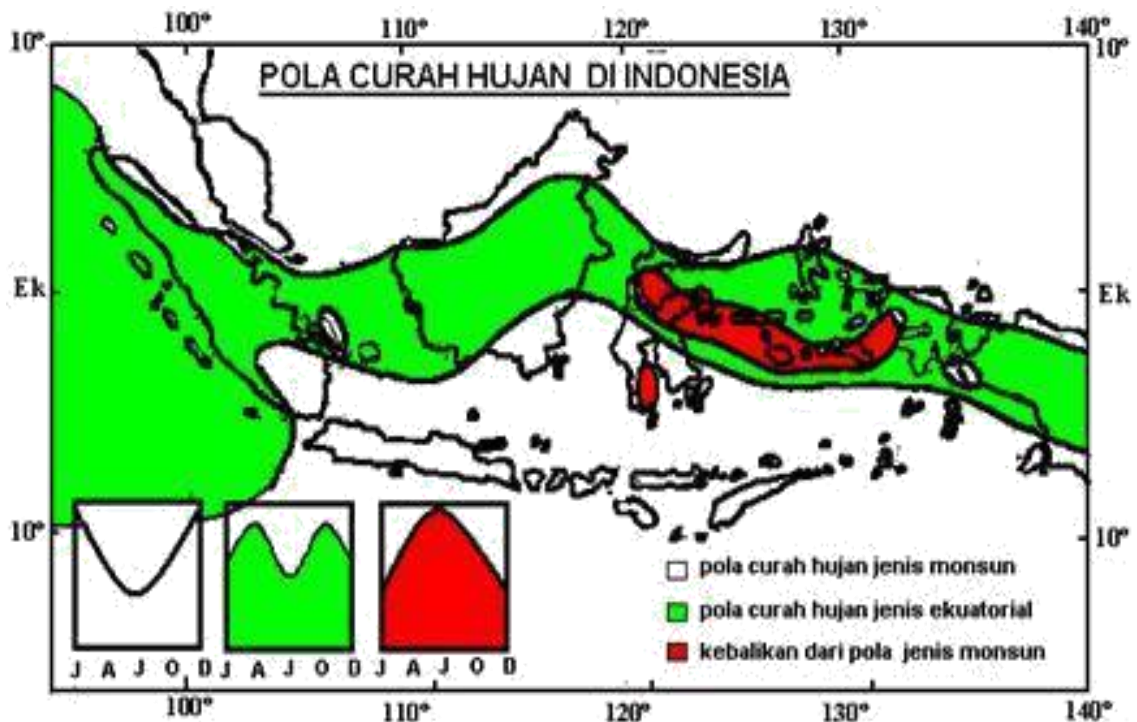 100° 110° 120° 130° 140°
10° 10°
POLA CURAH HUJAN DI INDONESIA
Ek Ek
10° 10°
J A J O D J A J O D J A J O D
pola curah hujan jenis monsun
pola curah hujan jenis ekuatorial
kebalikan dari pola jenis monsun
100° 110° 120° 130° 140°